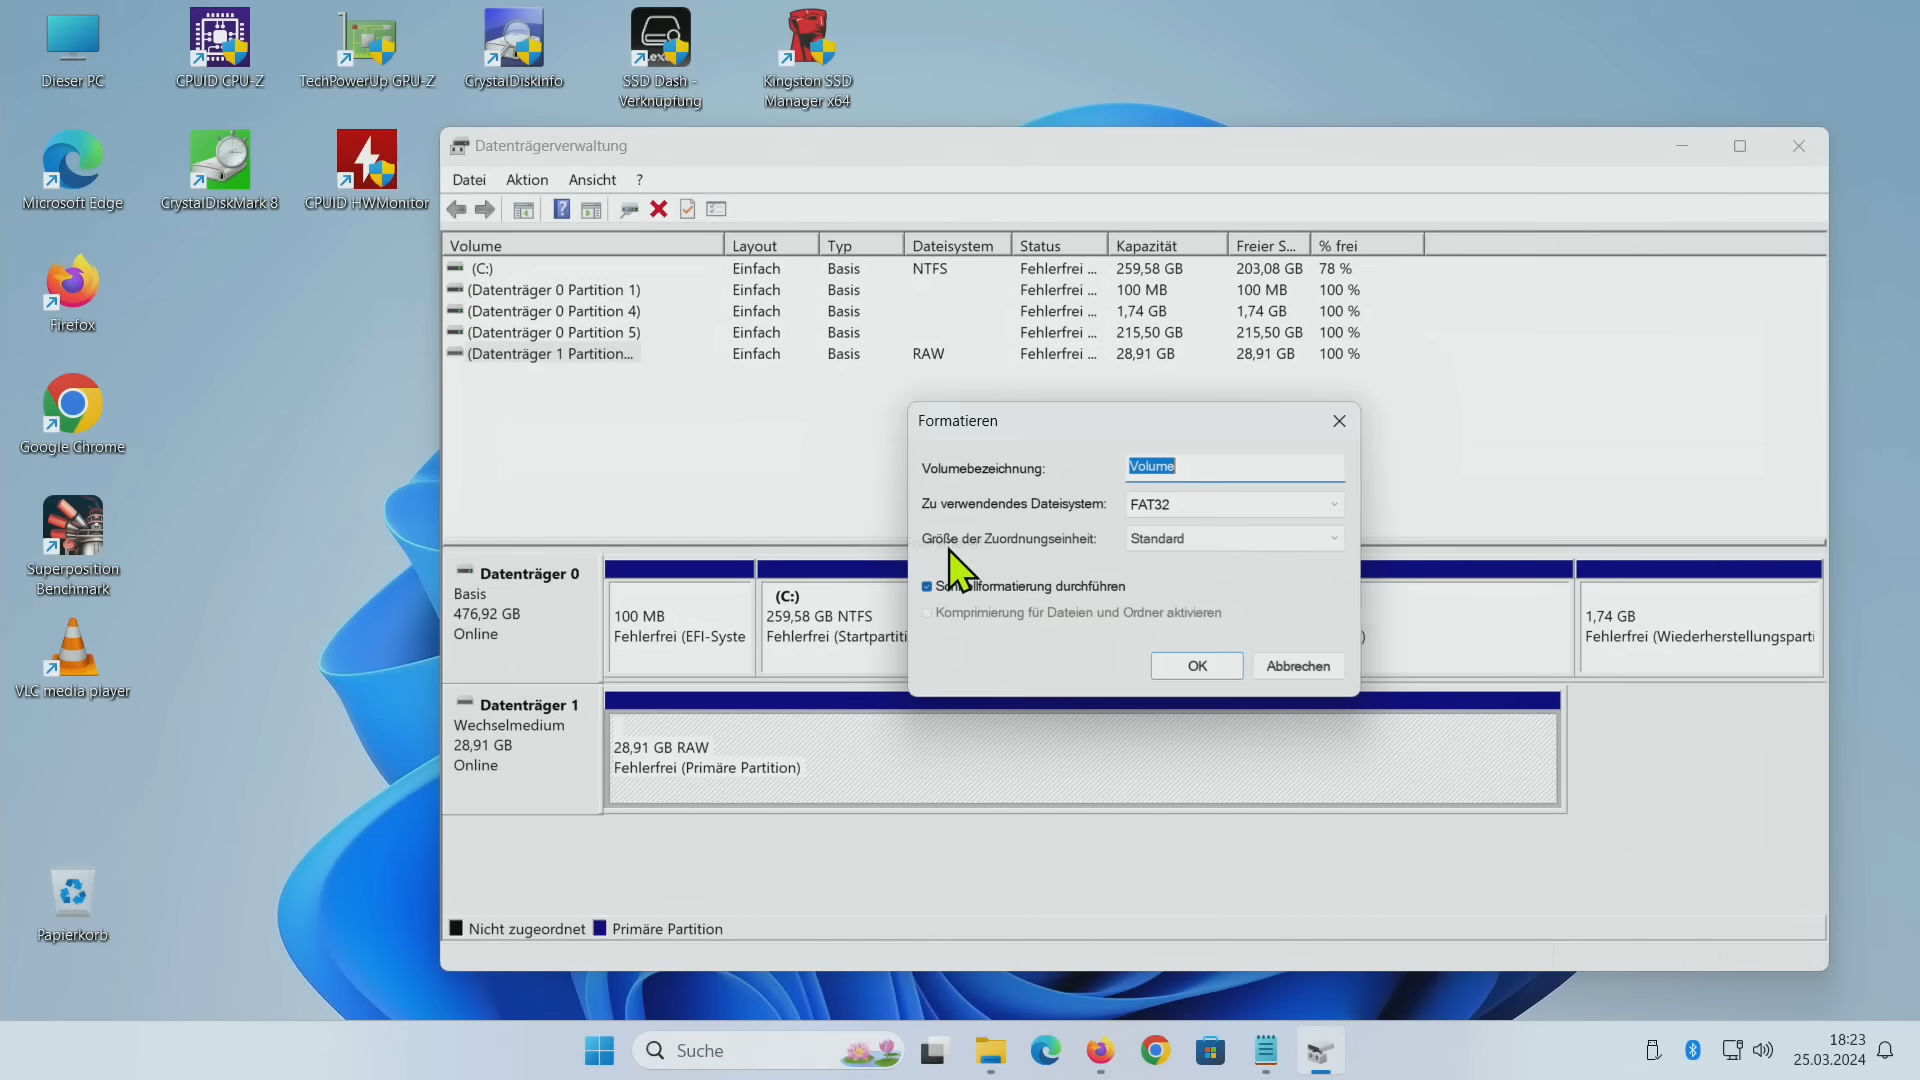 Dieser PC
CPUID CPU-Z
TechPowerUp GPU-Z
CrystalDiskInfo
SSD Dash -
Verknüpfung
Kingston SSD
Manager x64
Microsoft Edge
CrystalDiskMark 8
CPUID HWMonitor
Firefox
Google Chrome
Superposition
Benchmark
VLC media player
Papierkorb
Datenträgerverwaltung
Datei Aktion Ansicht ?
Volume Layout Typ Dateisystem Status Kapazität Freier S... % frei
(C:) Einfach Basis NTFS Fehlerfrei ... 259,58 GB 203,08 GB 78 %
(Datenträger 0 Partition 1) Einfach Basis Fehlerfrei ... 100 MB 100 MB 100 %
(Datenträger 0 Partition 4) Einfach Basis Fehlerfrei ... 1,74 GB 1,74 GB 100 %
(Datenträger 0 Partition 5) Einfach Basis Fehlerfrei ... 215,50 GB 215,50 GB 100 %
(Datenträger 1 Partition... Einfach Basis RAW Fehlerfrei ... 28,91 GB 28,91 GB 100 %
Formatieren
Volumebezeichnung: Volume
Zu verwendendes Dateisystem: FAT32
Größe der Zuordnungseinheit: Standard
durchführen
Komprimierung für Dateien und Ordner aktivieren
OK Abbrechen
Datenträger 0
Basis
476,92 GB
Online
100 MB
Fehlerfrei (EFI-Syste
(C:)
259,58 GB NTFS
Fehlerfrei (Startpartiti
)
1,74 GB
Fehlerfrei (Wiederherstellungsparti
Datenträger 1
Wechselmedium
28,91 GB
Online
28,91 GB RAW
Fehlerfrei (Primäre Partition)
Nicht zugeordnet Primäre Partition
Suche
18:23
25.03.2024